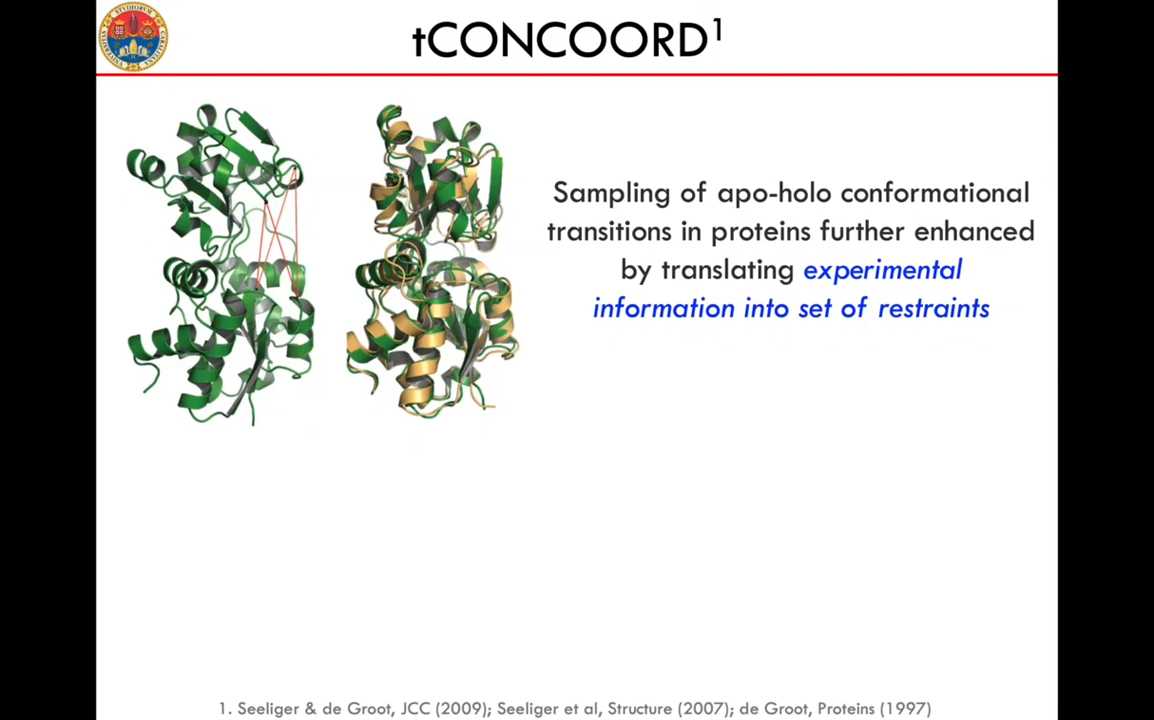 tCONCOORD¹
Sampling of apo-holo conformational
transitions in proteins further enhanced
by translating experimental
information into set of restraints
1. Seeliger & de Groot, JCC (2009); Seeliger et al, Structure (2007); de Groot, Proteins (1997)